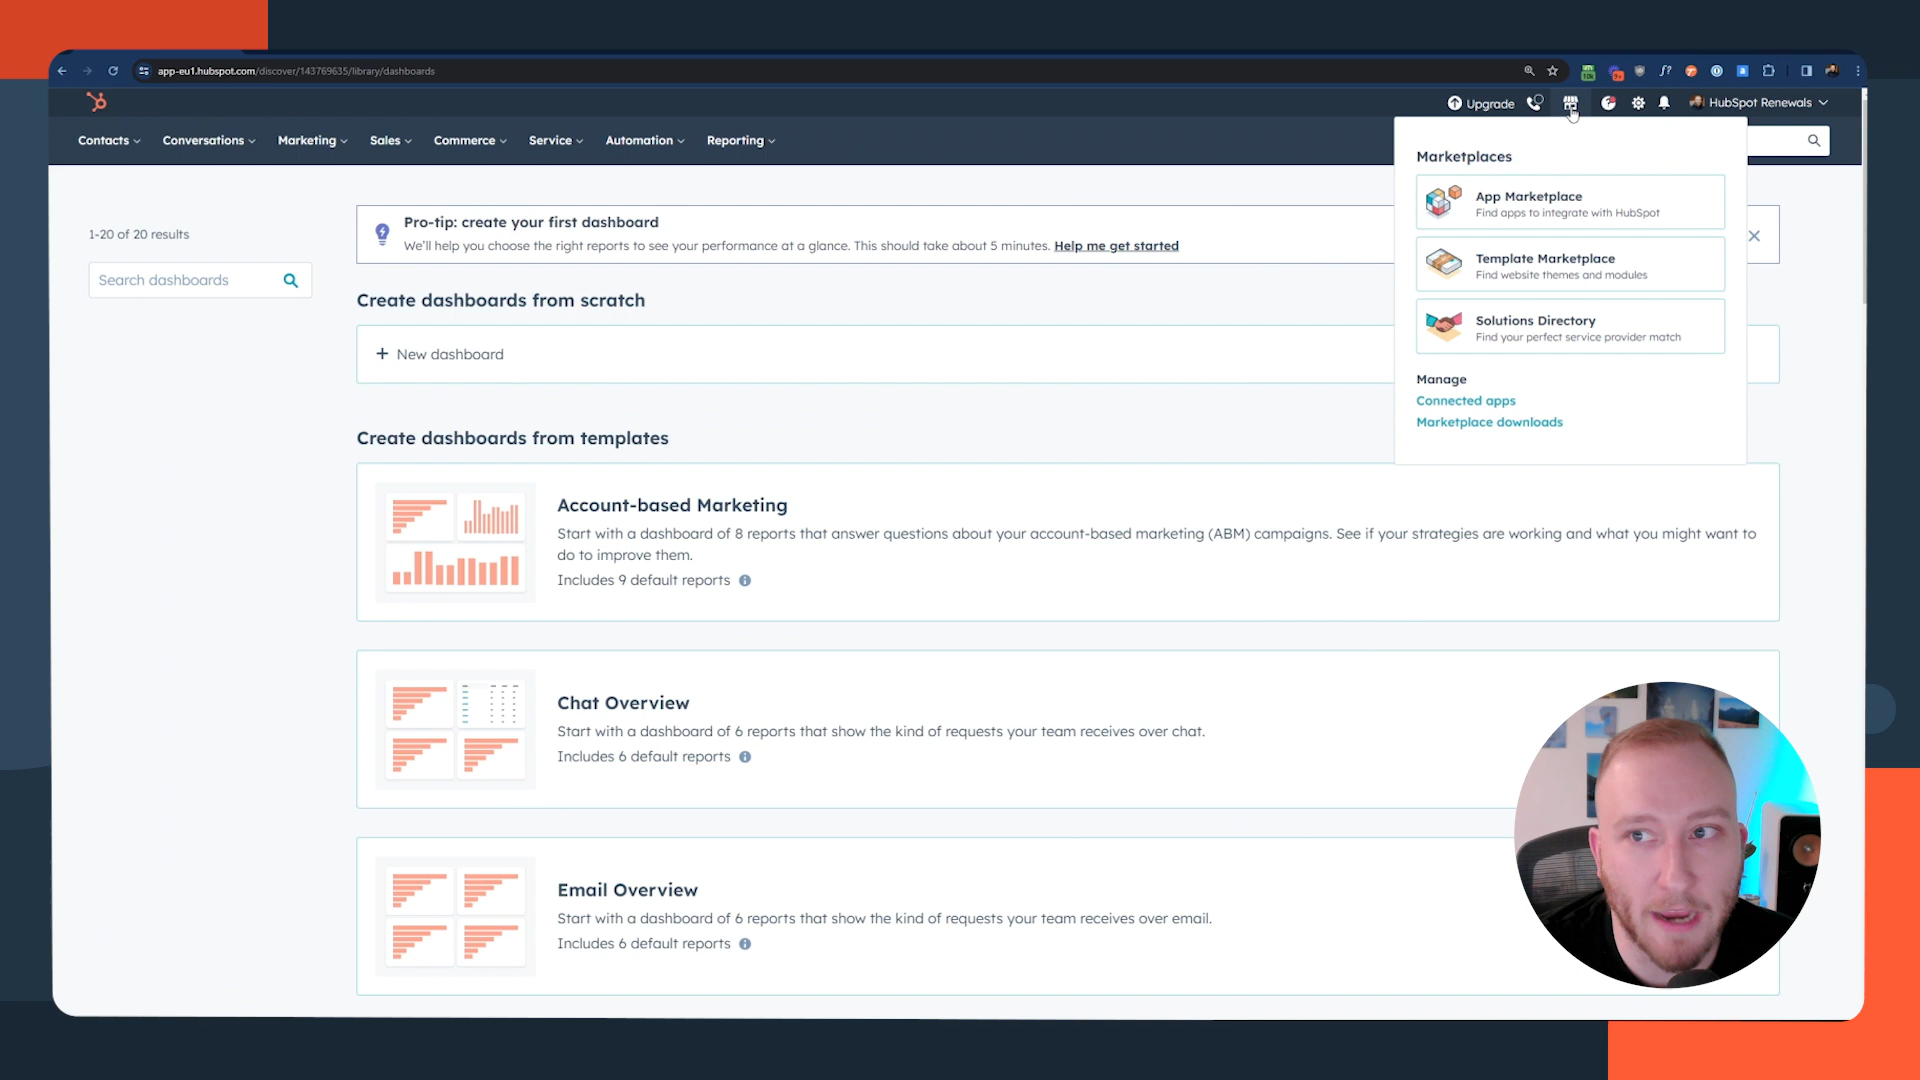 app-eu1.hubspot.com/discover/143769635/library/dashboards
Upgrade
HubSpot Renewals
Contacts
Conversations
Marketing
Sales
Commerce
Service
Automation
Reporting
Marketplaces
App Marketplace
Find apps to integrate with HubSpot
Template Marketplace
Find website themes and modules
Solutions Directory
Find your perfect service provider match
Manage
Connected apps
Marketplace downloads
1-20 of 20 results
Search dashboards
Pro-tip: create your first dashboard
We'll help you choose the right reports to see your performance at a glance. This should take about 5 minutes. Help me get started
Create dashboards from scratch
+ New dashboard
Create dashboards from templates
Account-based Marketing
Start with a dashboard of 8 reports that answer questions about your account-based marketing (ABM) campaigns. See if your strategies are working and what you might want to
do to improve them.
Includes 9 default reports
Chat Overview
Start with a dashboard of 6 reports that show the kind of requests your team receives over chat.
Includes 6 default reports
Email Overview
Start with a dashboard of 6 reports that show the kind of requests your team receives over email.
Includes 6 default reports